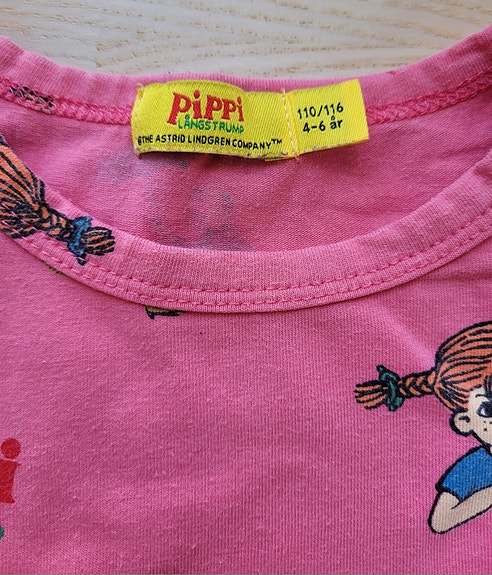 PiPPi
LÅNGSTRUMP
©THE ASTRID LINDGREN COMPANY™
110/116
4-6 år
i